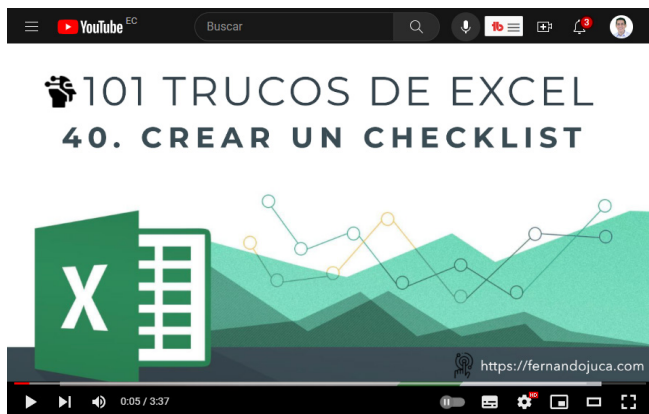 YouTube EC
Buscar
tb
3
101 TRUCOS DE EXCEL
40. CREAR UN CHECKLIST
X
https://fernandojuca.com
0:05 / 3:37
HD